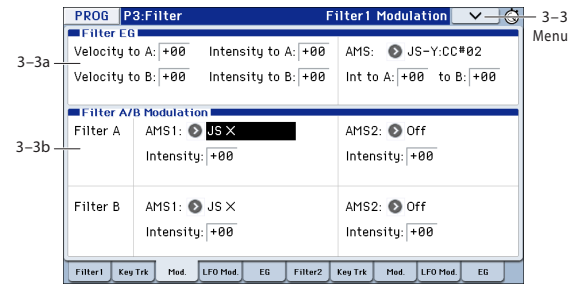 PROG P3:Filter Filter1 Modulation
3–3
Menu
Filter EG
3–3a
Velocity to A: +00 Intensity to A: +00 AMS: JS-Y:CC#02
Velocity to B: +00 Intensity to B: +00 Int to A: +00 to B: +00
Filter A/B Modulation
3–3b
Filter A AMS1: JS X AMS2: Off
Intensity: +00 Intensity: +00
Filter B AMS1: JS X AMS2: Off
Intensity: +00 Intensity: +00
Filter1 Key Trk Mod. LFO Mod. EG Filter2 Key Trk Mod. LFO Mod. EG